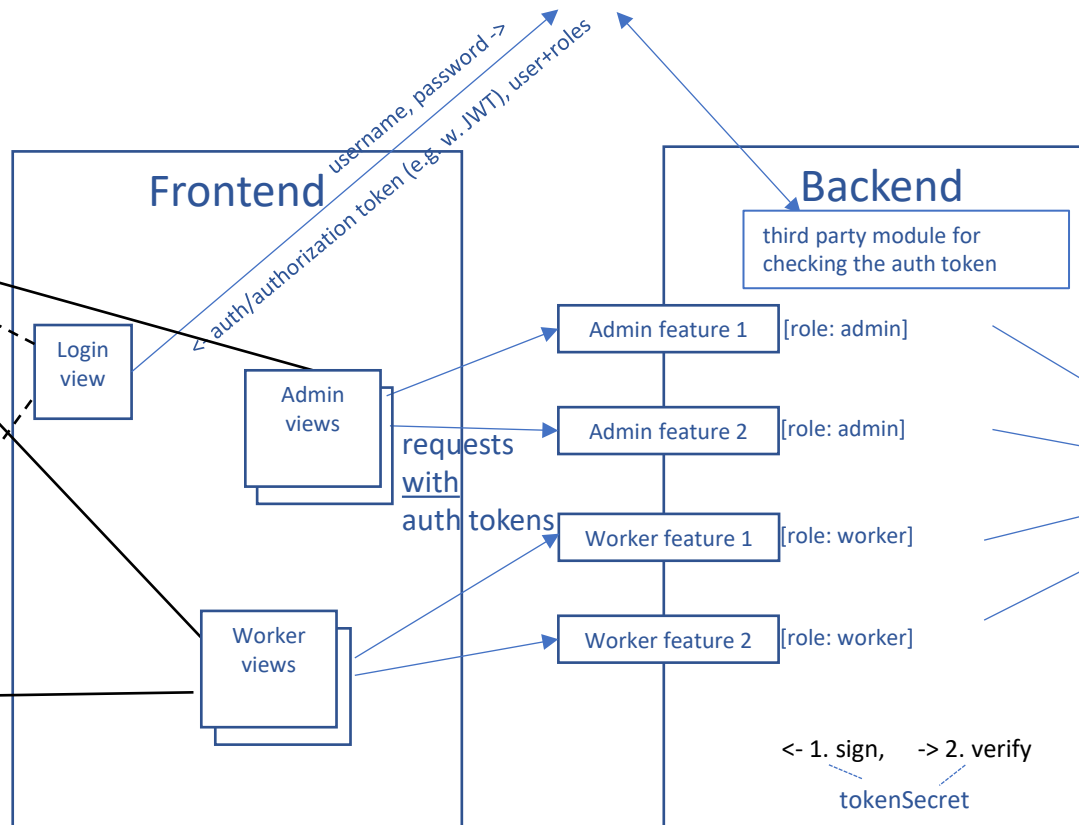 username, password ->
<- auth/authorization token (e.g. w. JWT), user+roles
Frontend
Backend
third party module for
checking the auth token
Login
view
Admin
views
requests
with
auth tokens
Worker
views
Admin feature 1
[role: admin]
Admin feature 2
[role: admin]
Worker feature 1
[role: worker]
Worker feature 2
[role: worker]
<- 1. sign,    -> 2. verify
tokenSecret